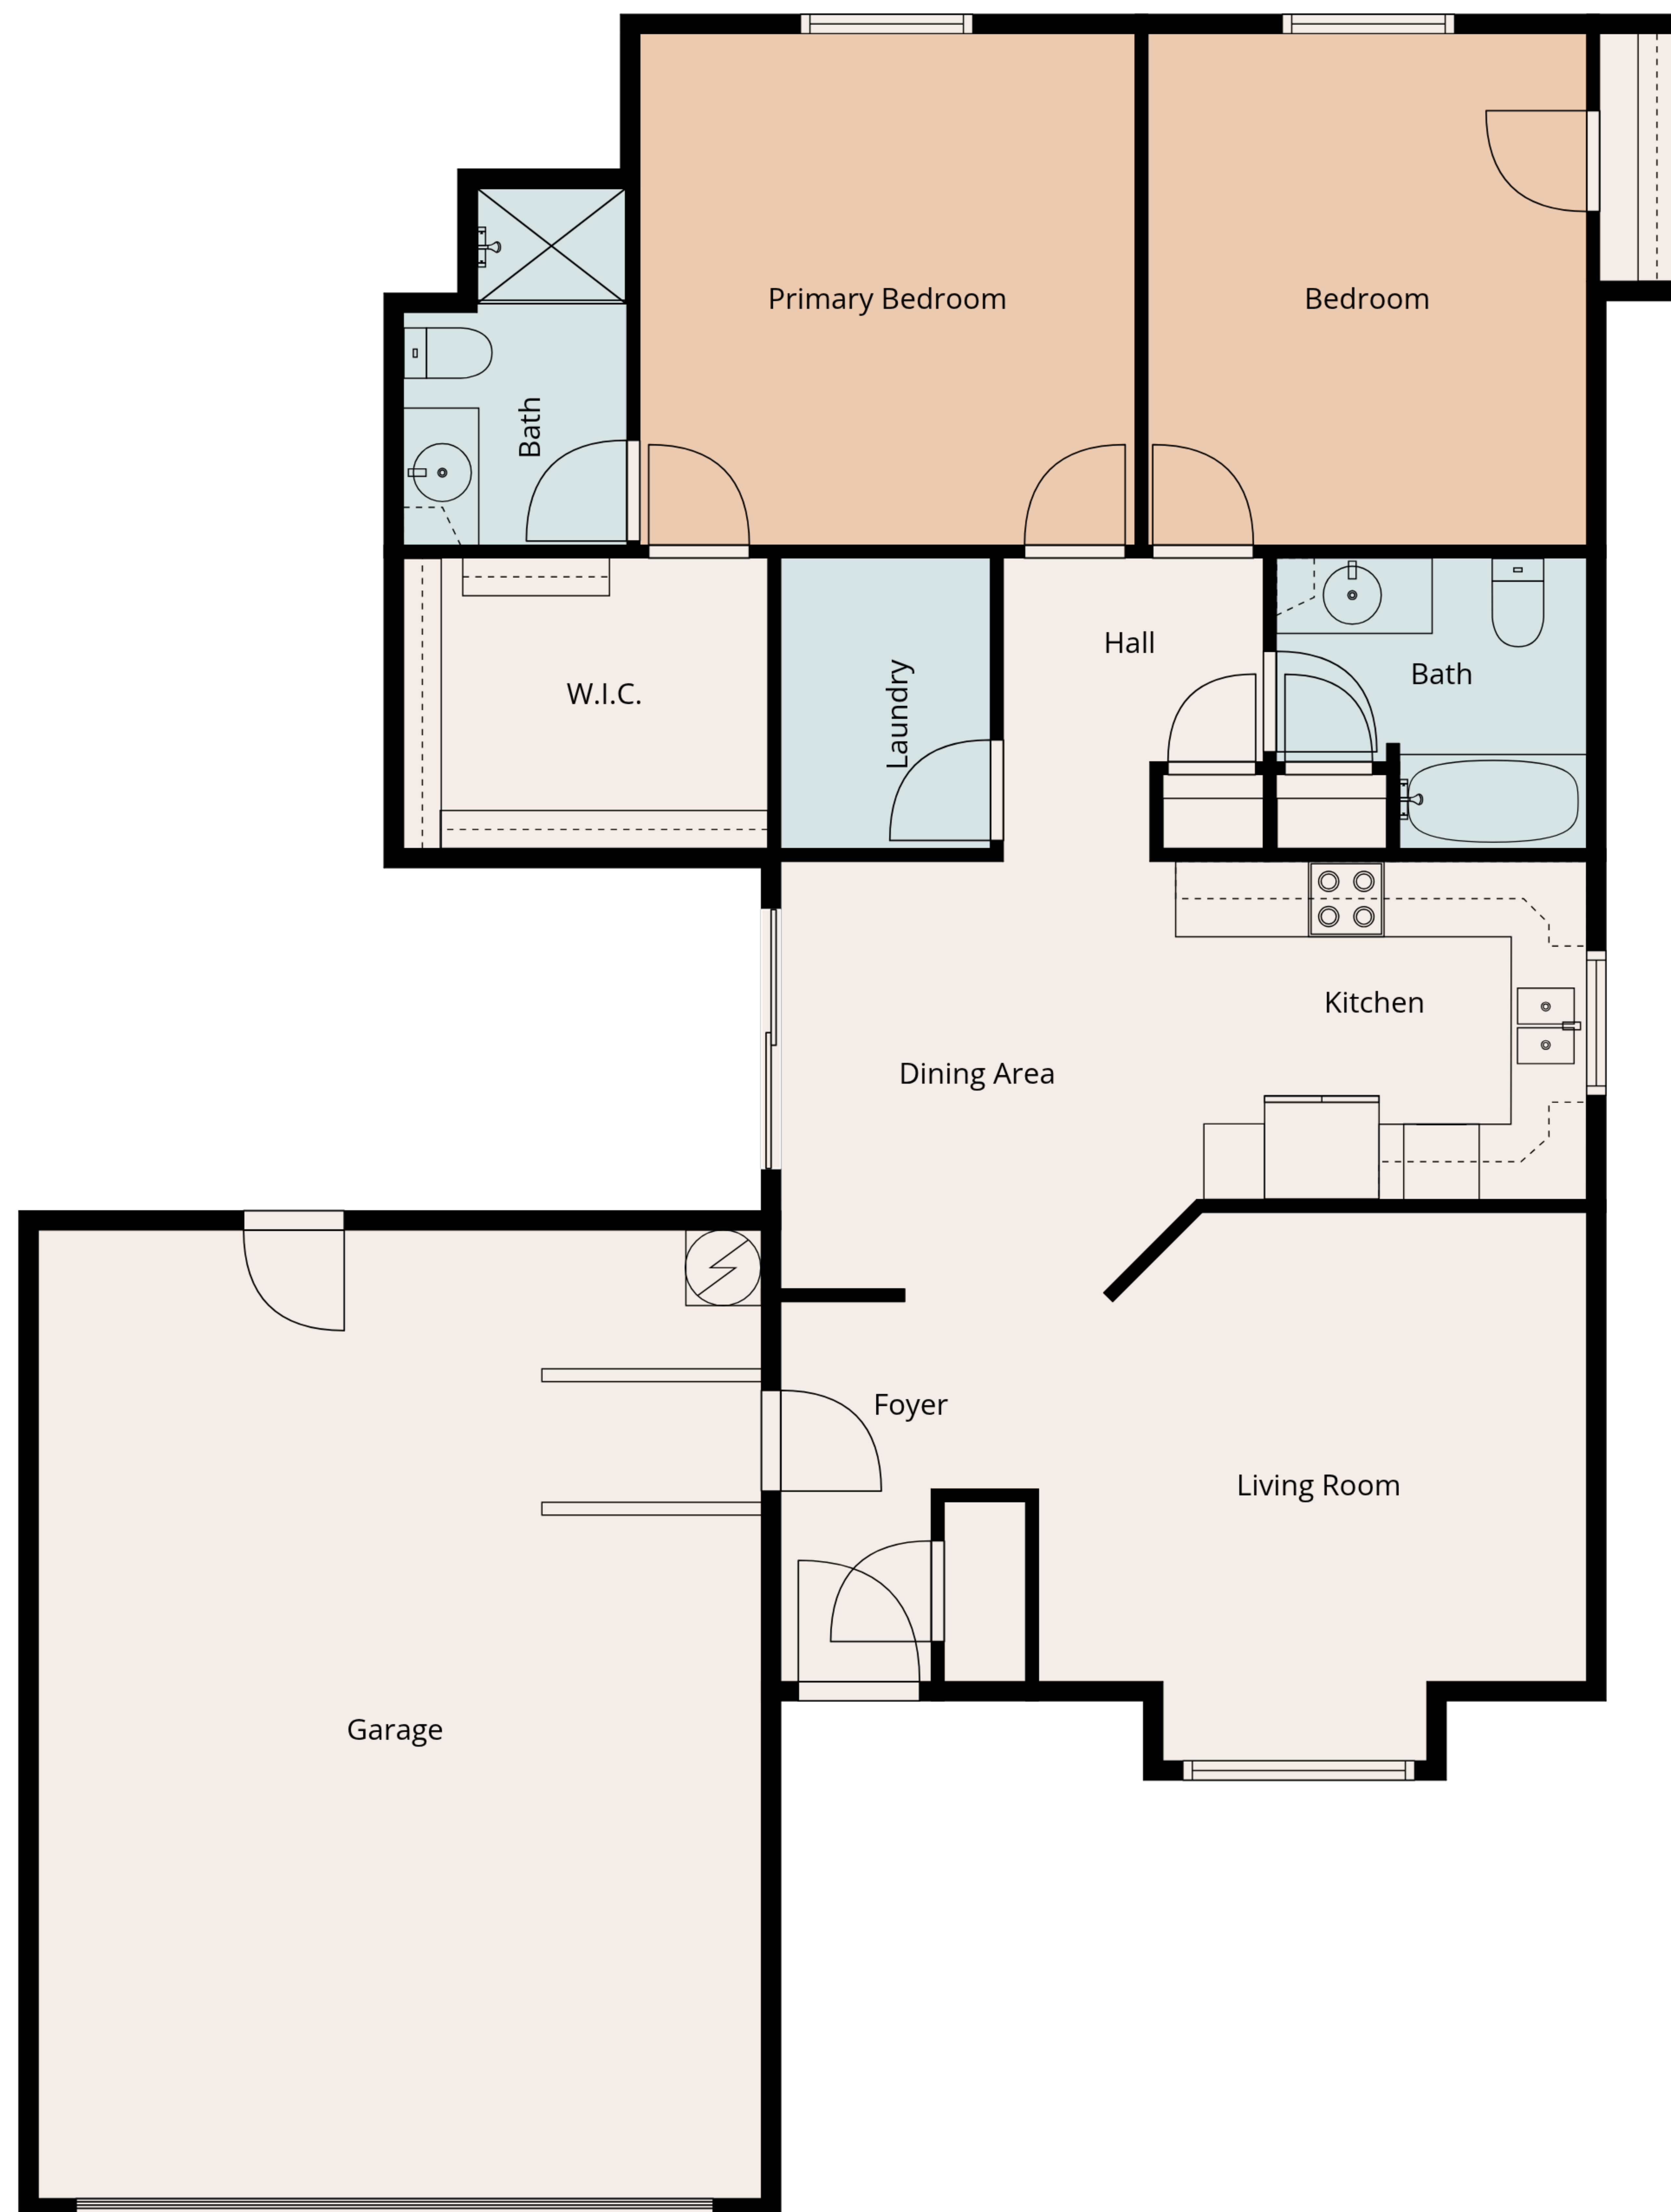 Primary Bedroom
Bedroom
Bath
Hall
Bath
W.I.C.
Laundry
Kitchen
Dining Area
Foyer
Living Room
Garage